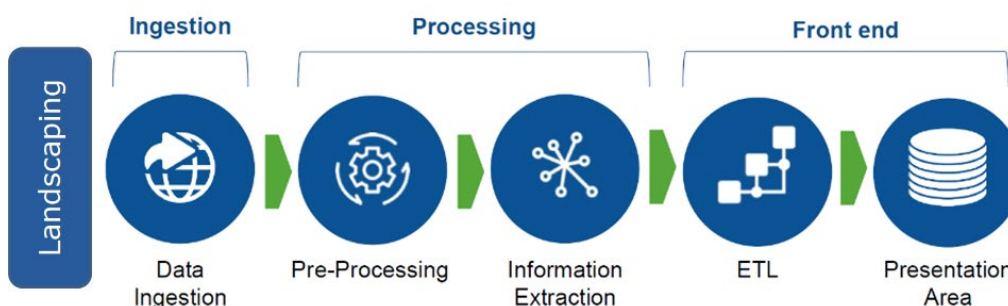 Ingestion
Processing
Front end
Landscaping
Data
Ingestion
Pre-Processing
Information
Extraction
ETL
Presentation
Area